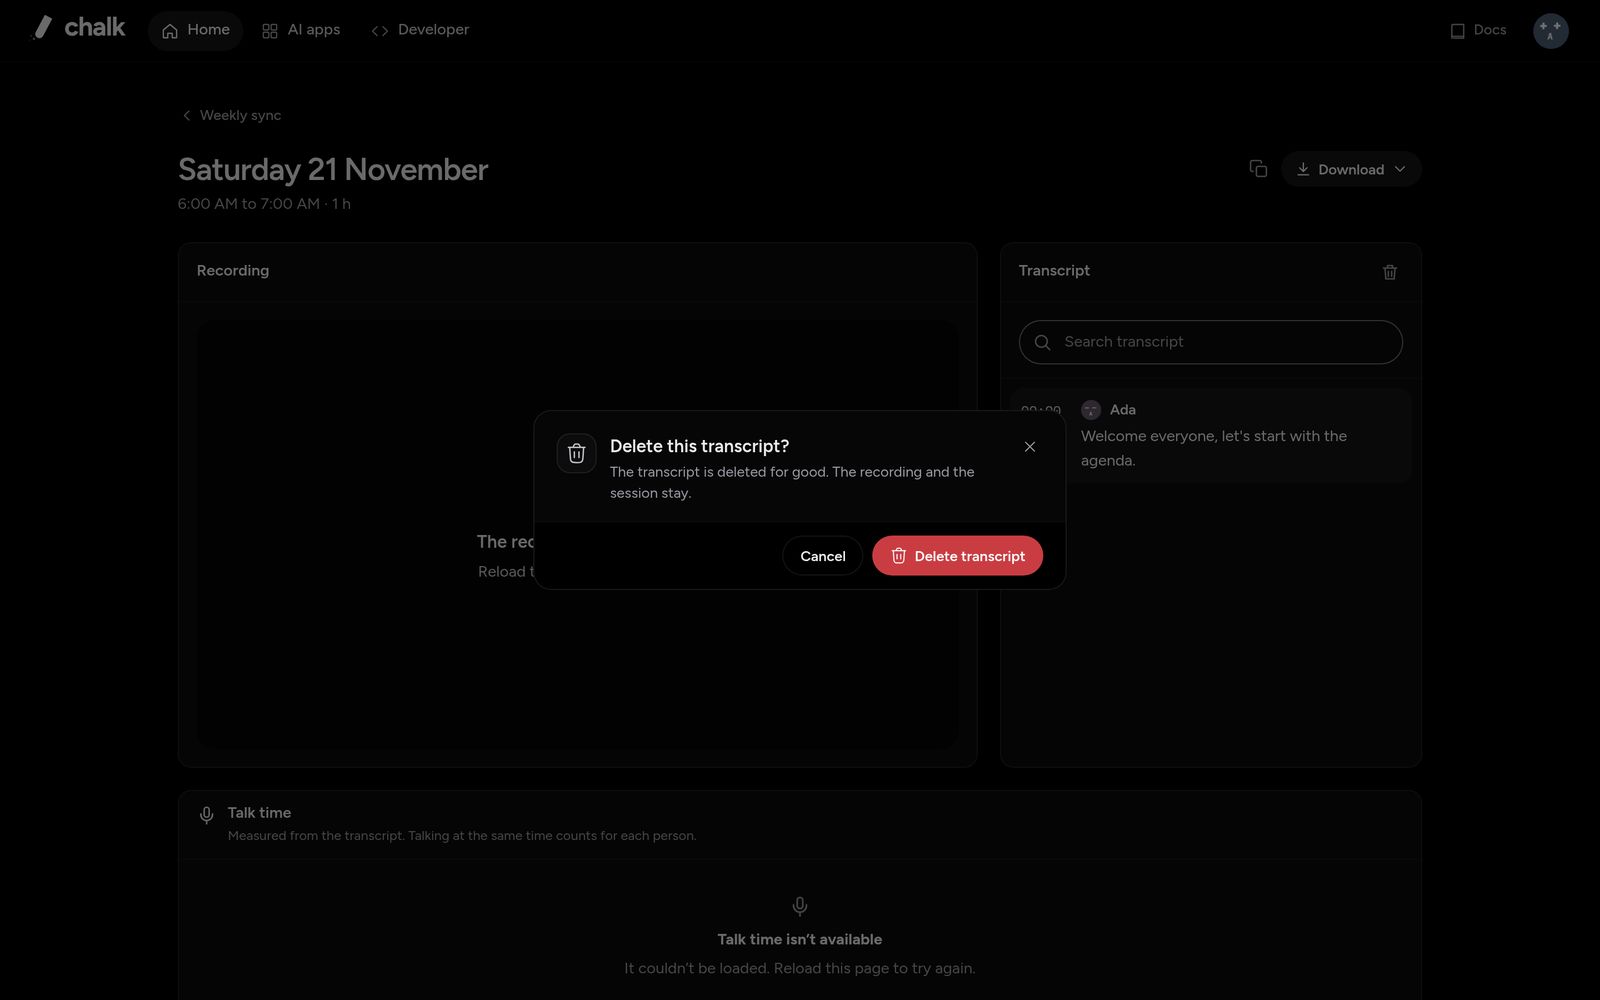 chalk
Home
AI apps
Developer
Docs
Weekly sync
Saturday 21 November
6:00 AM to 7:00 AM · 1 h
Download
Recording
Transcript
Search transcript
Ada
Welcome everyone, let's start with the
agenda.
The
Reload
Delete this transcript?
The transcript is deleted for good. The recording and the
session stay.
Cancel
Delete transcript
Talk time
Measured from the transcript. Talking at the same time counts for each person.
Talk time isn’t available
It couldn’t be loaded. Reload this page to try again.